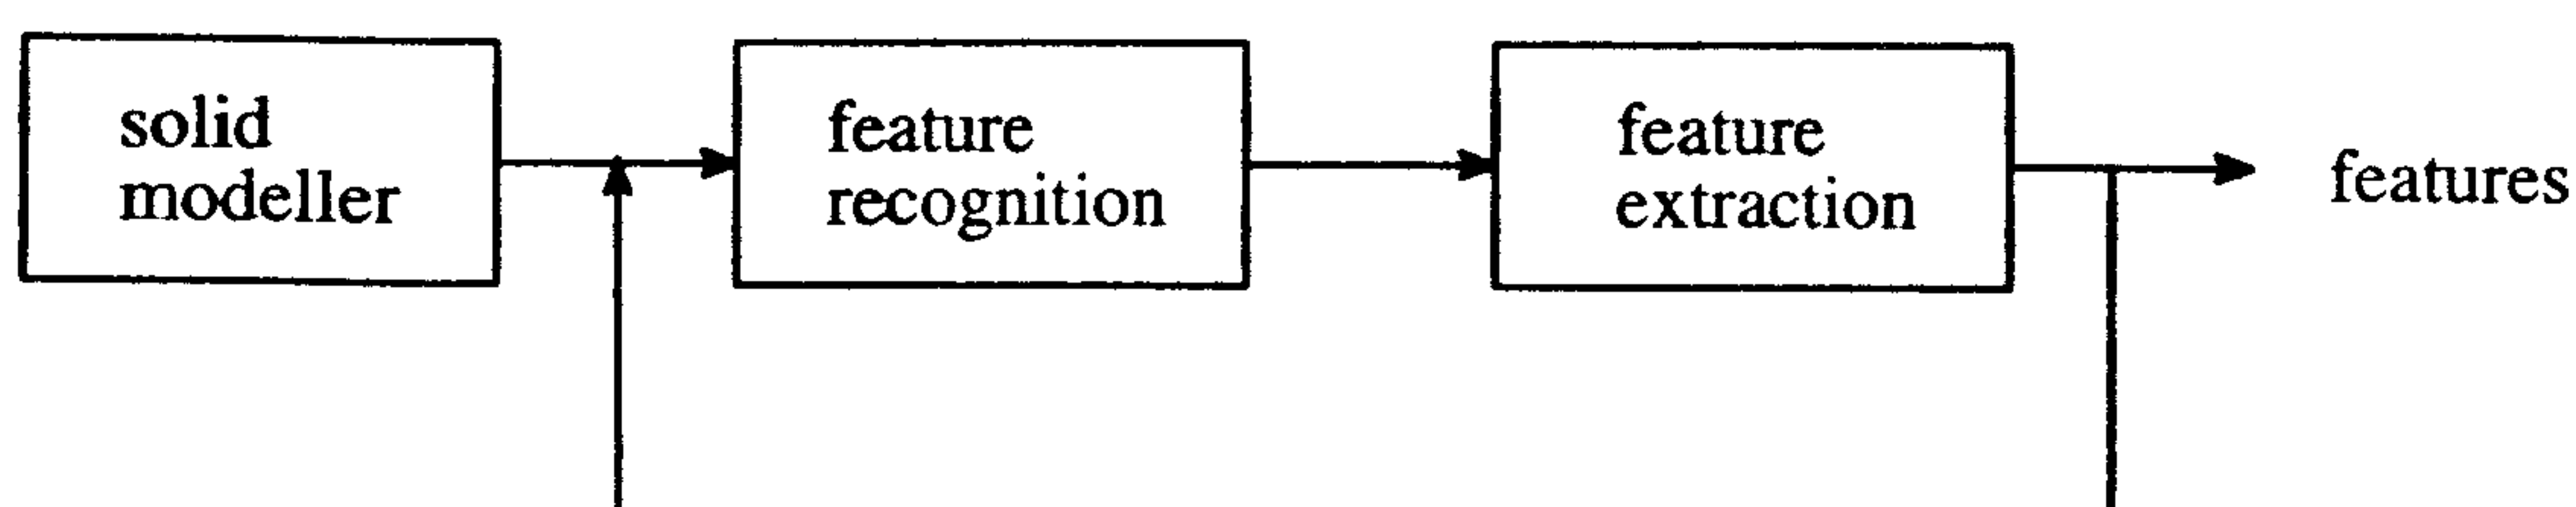 solid
modeller
feature
recognition
feature
extraction
features